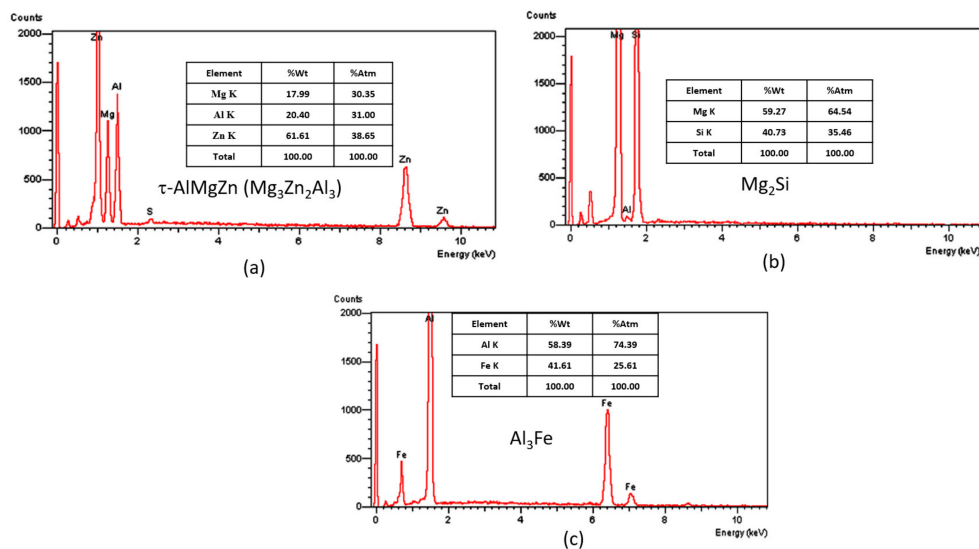 Counts
2000
1500
1000
500
0
Zn
Mg
Al
S
Zn
Zn
Element %Wt %Atm
Mg K 17.99 30.35
Al K 20.40 31.00
Zn K 61.61 38.65
Total 100.00 100.00
τ-AlMgZn (Mg3Zn2Al3)
0 2 4 6 8 10
Energy (keV)
(a)
Counts
2000
1500
1000
500
0
Mg Si
Al
Element %Wt %Atm
Mg K 59.27 64.54
Si K 40.73 35.46
Total 100.00 100.00
Mg2Si
0 2 4 6 8 10
Energy (keV)
(b)
Counts
2000
1500
1000
500
0
Fe
Al
Fe
Fe
Element %Wt %Atm
Al K 58.39 74.39
Fe K 41.61 25.61
Total 100.00 100.00
Al3Fe
0 2 4 6 8 10
Energy (keV)
(c)